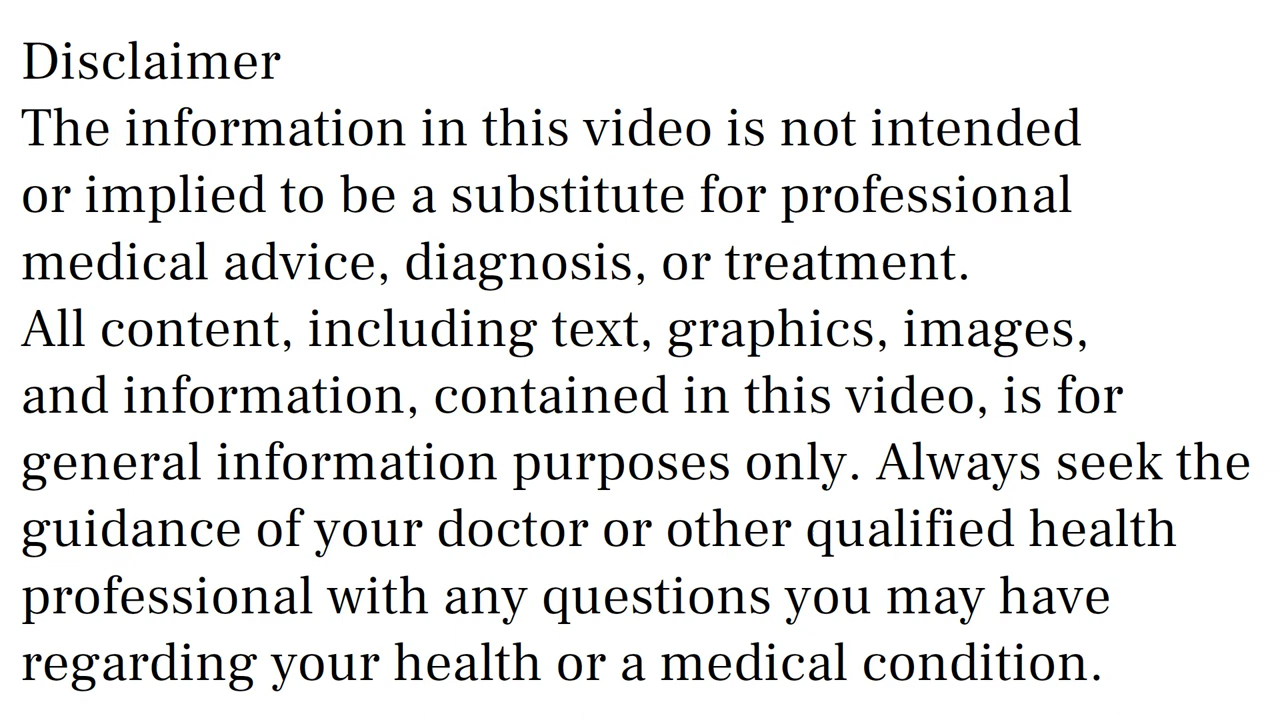 Disclaimer
The information in this video is not intended
or implied to be a substitute for professional
medical advice, diagnosis, or treatment.
All content, including text, graphics, images,
and information, contained in this video, is for
general information purposes only. Always seek the
guidance of your doctor or other qualified health
professional with any questions you may have
regarding your health or a medical condition.